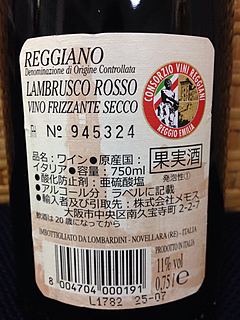 REGGIANO
Denominazione di Origine Controllata
LAMBRUSCO ROSSO
VINO FRIZZANTE SECCO
Nº 945324
CONSORZIO VINI REGGIANI
REGGIO EMILIA
品名：ワイン●原産国：
イタリア●容量：750ml
●酸化防止剤：亜硫酸塩
●アルコール分：ラベルに記載
●輸入者及び引取先：株式会社メモス
大阪市中央区南久宝寺町 2-2-7
飲酒は20歳になってから
果実酒
発泡性①
IMBOTTIGLIATO DA LOMBARDINI - NOVELLARA (RE) - ITALIA
PRODOTTO IN ITALIA
11% vol
0,75 l e
8 004704 000191
L1782 25-07